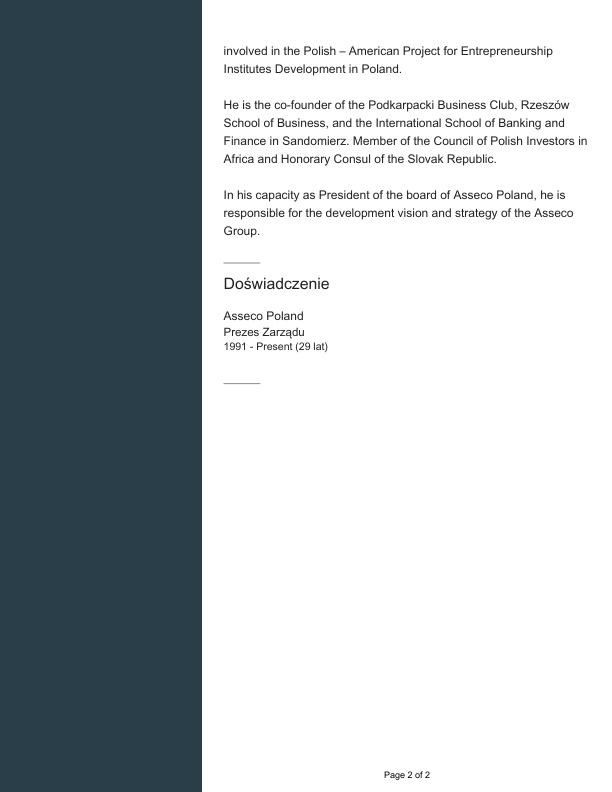 involved in the Polish – American Project for Entrepreneurship
Institutes Development in Poland.
He is the co-founder of the Podkarpacki Business Club, Rzeszów
School of Business, and the International School of Banking and
Finance in Sandomierz. Member of the Council of Polish Investors in
Africa and Honorary Consul of the Slovak Republic.
In his capacity as President of the board of Asseco Poland, he is
responsible for the development vision and strategy of the Asseco
Group.
Doświadczenie
Asseco Poland
Prezes Zarządu
1991 - Present (29 lat)
Page 2 of 2